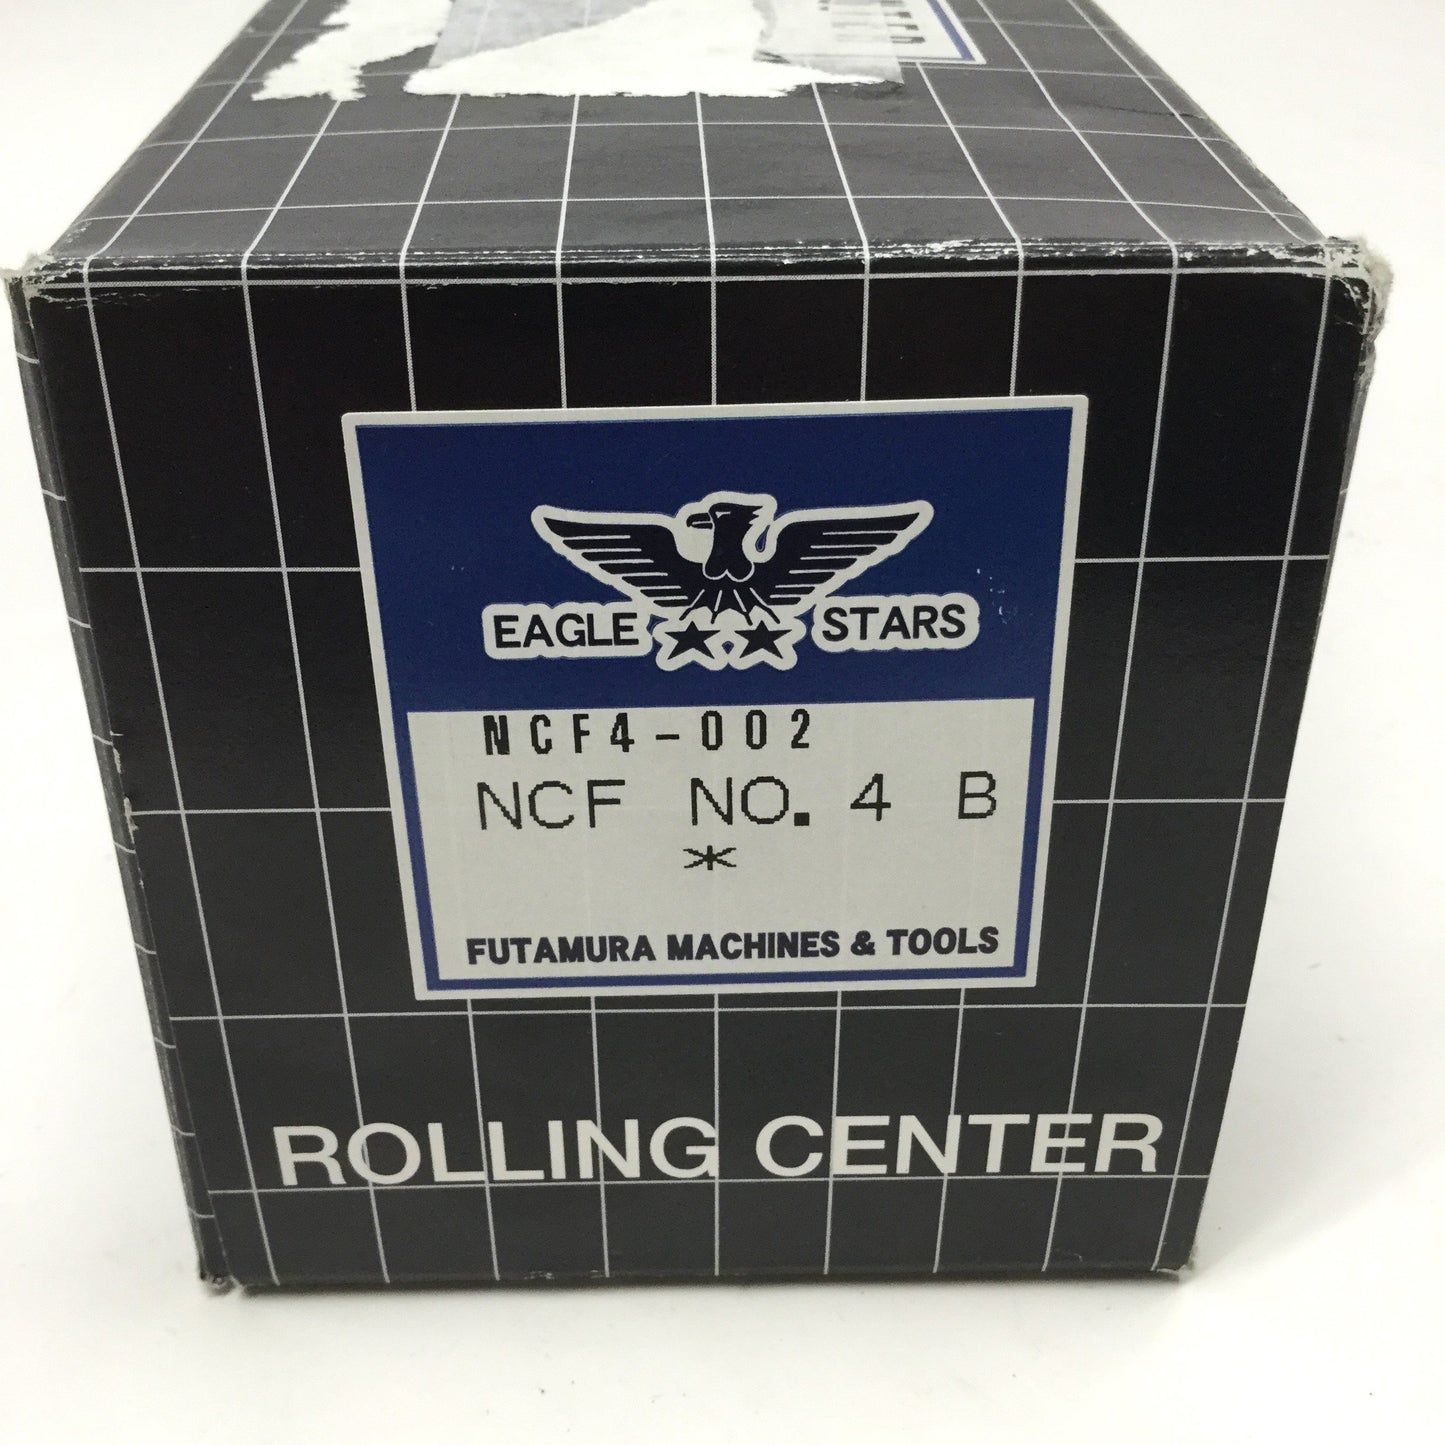 EAGLE STARS
NCF4-002
NCF NO. 4 B
*
FUTAMURA MACHINES & TOOLS
ROLLING CENTER